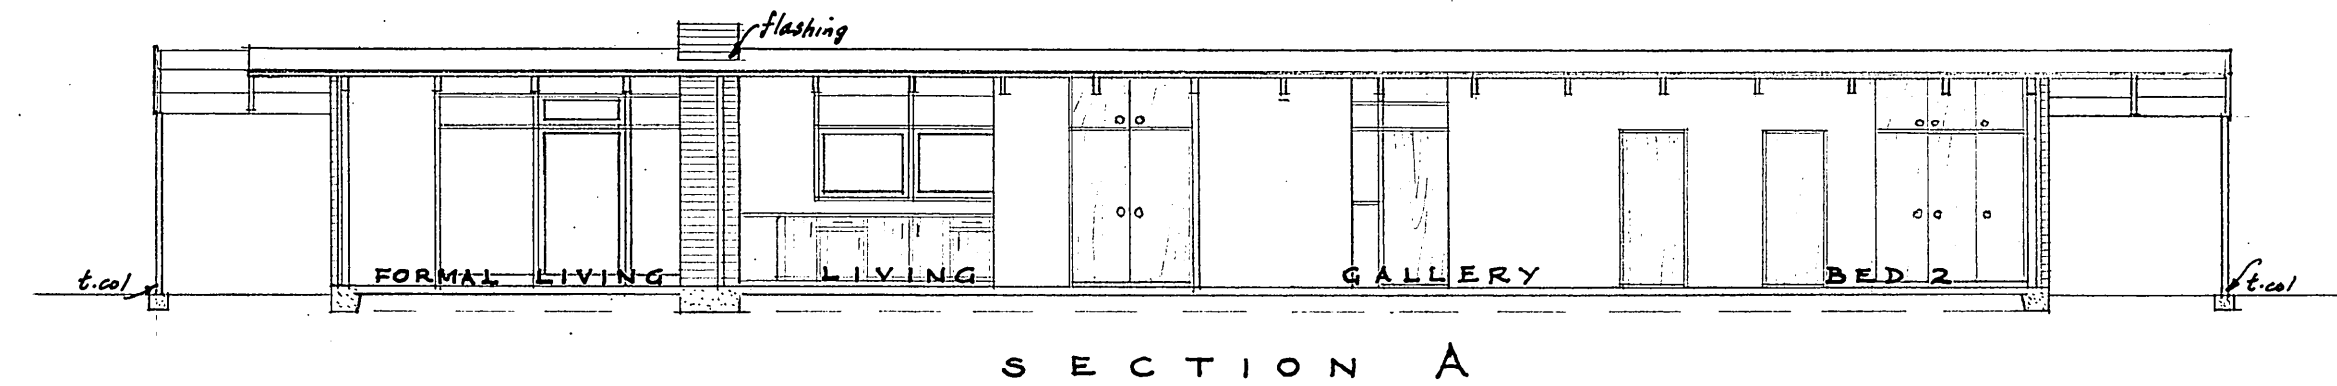 flashing
t.col
FORMAL LIVING
LIVING
GALLERY
BED 2
t.col
SECTION A